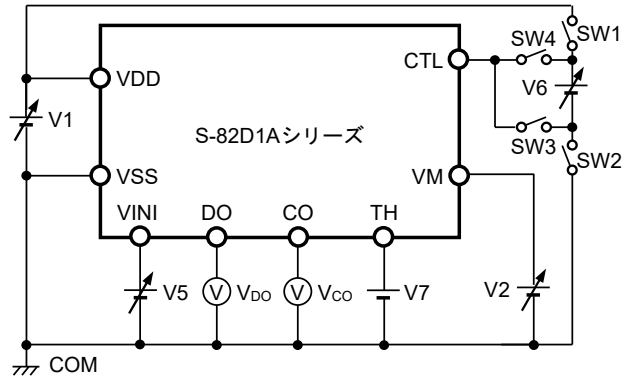 SW1
SW4
CTL
VDD
V6
V1
S-82D1Aシリーズ
SW3
VSS
VM
SW2
VINI
DO
CO
TH
V5
V
VDO
V
VCO
V7
V2
COM